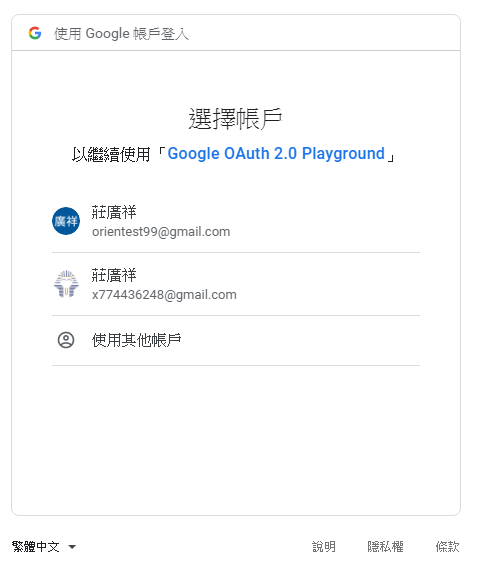 使用 Google 帳戶登入
選擇帳戶
以繼續使用「Google OAuth 2.0 Playground」
廣祥
莊廣祥
orientest99@gmail.com
莊廣祥
x774436248@gmail.com
使用其他帳戶
繁體中文
說明
隱私權
條款